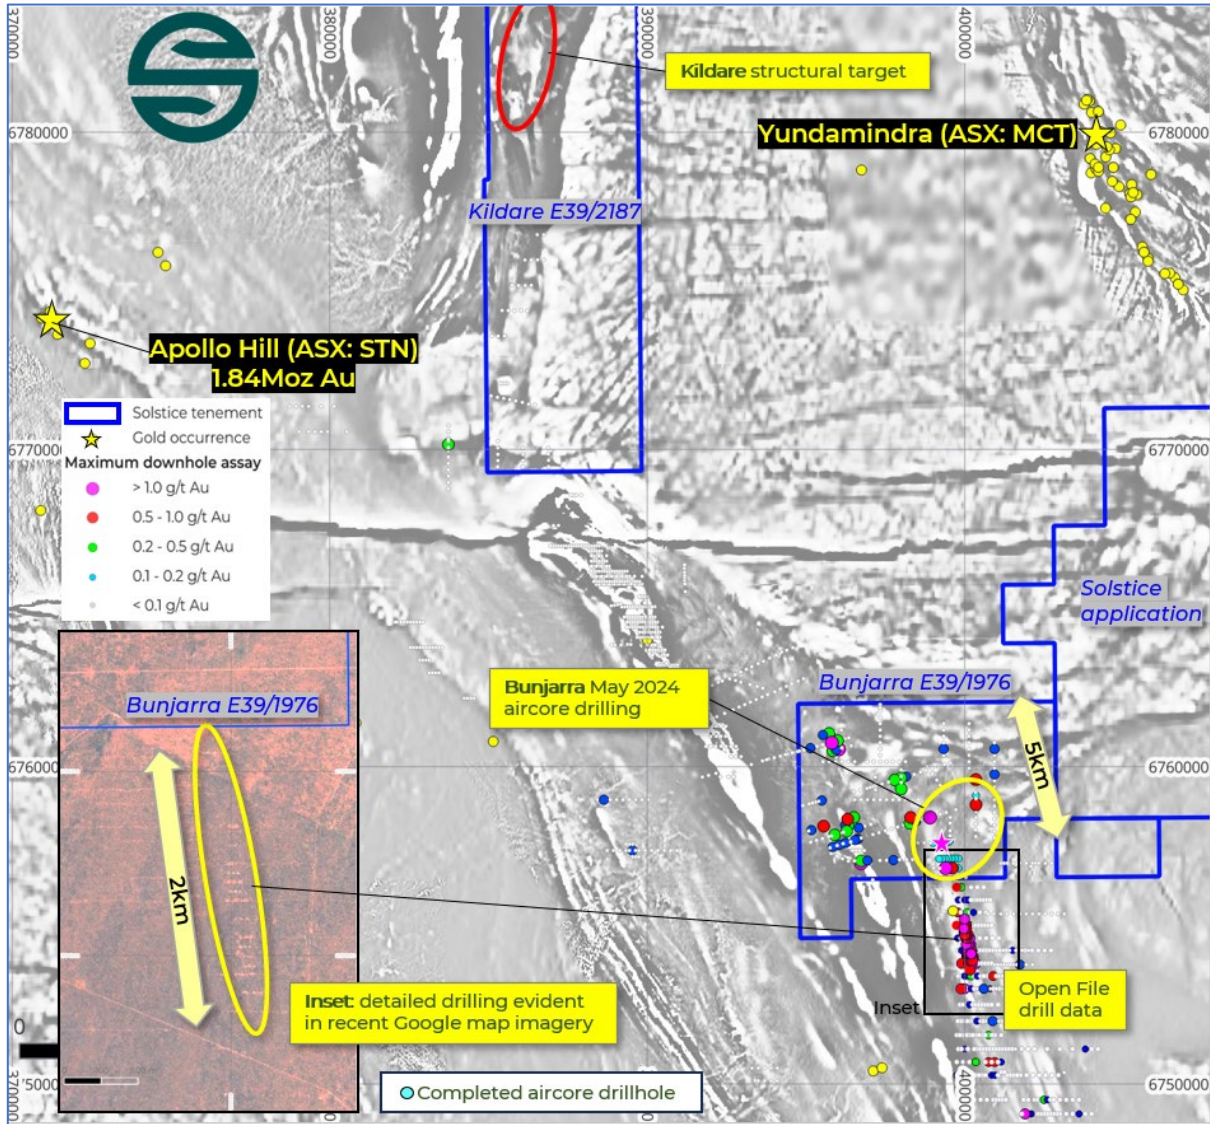 370000
380000
390000
400000
Kildare structural target
6780000
Yundamindra (ASX: MCT)
6780000
Kildare E39/2187
Apollo Hill (ASX: STN)
1.84Moz Au
Solstice tenement
Gold occurrence
Maximum downhole assay
> 1.0 g/t Au
0.5 - 1.0 g/t Au
0.2 - 0.5 g/t Au
0.1 - 0.2 g/t Au
< 0.1 g/t Au
6770000
6770000
Solstice
application
Bunjarra May 2024
aircore drilling
Bunjarra E39/1976
5km
Bunjarra E39/1976
6760000
6760000
2km
Inset: detailed drilling evident
in recent Google map imagery
Inset
Open File
drill data
0
Completed aircore drillhole
6750000
370000
400000